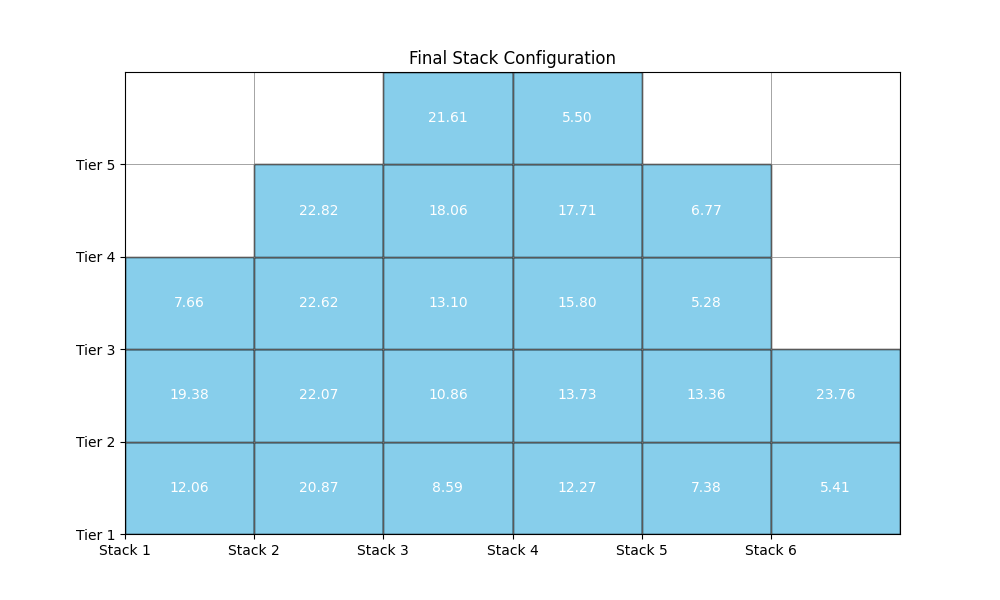 Final Stack Configuration
21.61 5.50
Tier 5
22.82 18.06 17.71 6.77
Tier 4
7.66 22.62 13.10 15.80 5.28
Tier 3
19.38 22.07 10.86 13.73 13.36 23.76
Tier 2
12.06 20.87 8.59 12.27 7.38 5.41
Tier 1
Stack 1 Stack 2 Stack 3 Stack 4 Stack 5 Stack 6